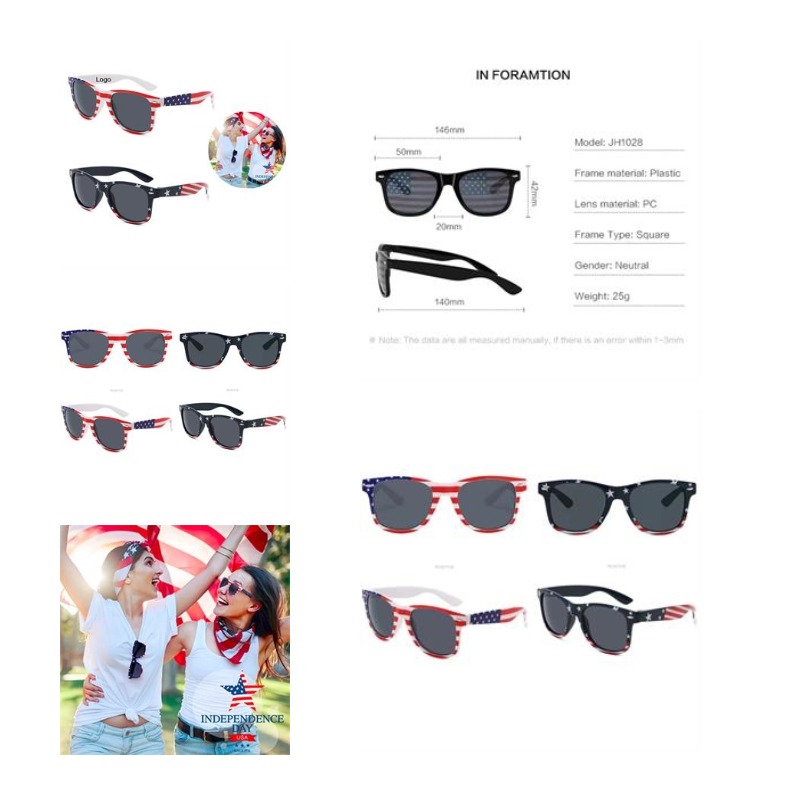 Logo
IN FORAMTION
146mm
50mm
42mm
20mm
140mm
Model: JH1028
Frame material: Plastic
Lens material: PC
Frame Type: Square
Gender: Neutral
Weight: 25g
※ Note: The data are all measured manually, if there is an error within 1~3mm
INDEPENDENCE
DAY
USA